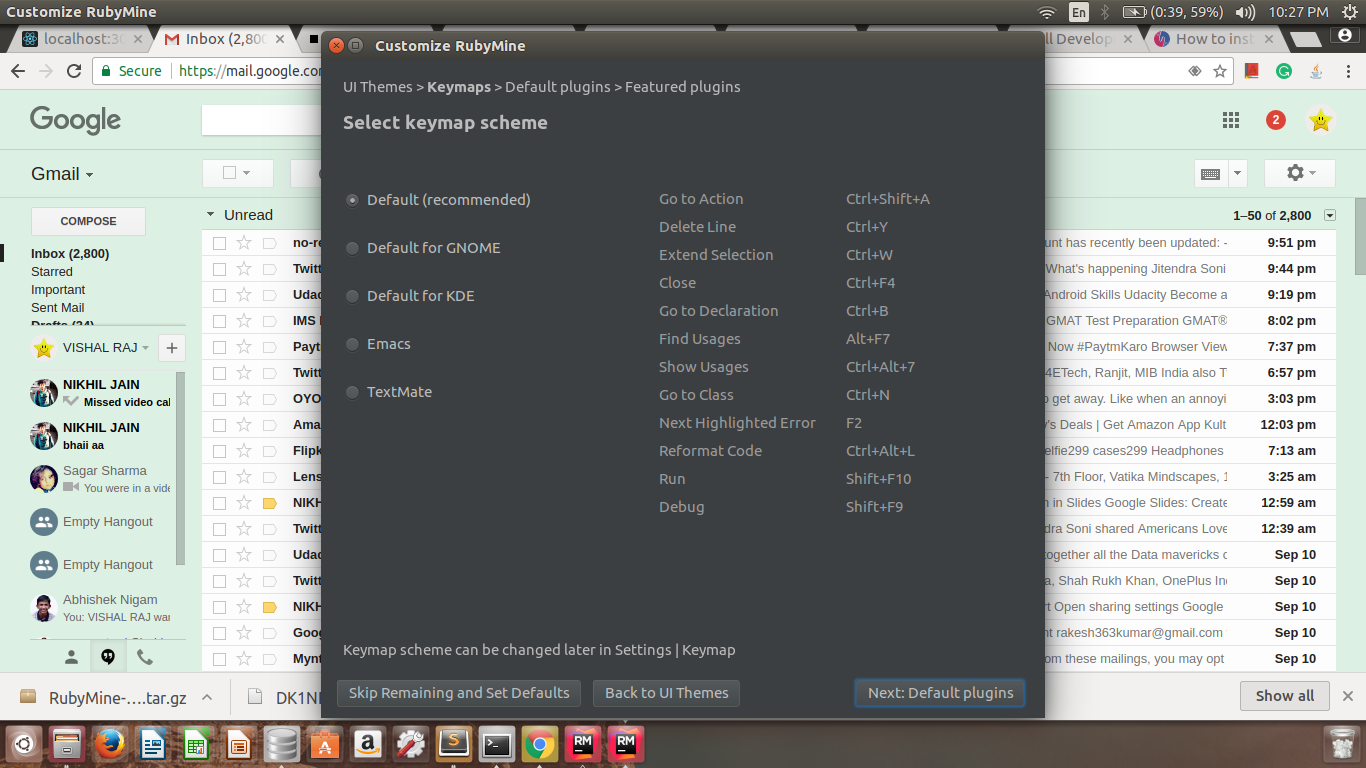 Customize RubyMine
En
(0:39, 59%)
10:27 PM
localhost:30
Inbox (2,800
ll Develop
How to inst
Customize RubyMine
Secure
https://mail.google.co
UI Themes > Keymaps > Default plugins > Featured plugins
Select keymap scheme
Default (recommended)
Default for GNOME
Default for KDE
Emacs
TextMate
Go to Action Ctrl+Shift+A
Delete Line Ctrl+Y
Extend Selection Ctrl+W
Close Ctrl+F4
Go to Declaration Ctrl+B
Find Usages Alt+F7
Show Usages Ctrl+Alt+7
Go to Class Ctrl+N
Next Highlighted Error F2
Reformat Code Ctrl+Alt+L
Run Shift+F10
Debug Shift+F9
Keymap scheme can be changed later in Settings | Keymap
Skip Remaining and Set Defaults
Back to UI Themes
Next: Default plugins
Google
2
Gmail
COMPOSE
Inbox (2,800)
Starred
Important
Sent Mail
Drafts (34)
VISHAL RAJ
NIKHIL JAIN
Missed video cal
NIKHIL JAIN
bhaii aa
Sagar Sharma
You were in a vide
Empty Hangout
Empty Hangout
Abhishek Nigam
You: VISHAL RAJ war
Unread
1–50 of 2,800
no-re
unt has recently been updated: - 9:51 pm
Twitt
What's happening Jitendra Soni 9:44 pm
Udac
Android Skills Udacity Become a 9:19 pm
IMS
GMAT Test Preparation GMAT® 8:02 pm
Payt
Now #PaytmKaro Browser View 7:37 pm
Twitt
4ETech, Ranjit, MIB India also T 6:57 pm
OYO
o get away. Like when an annoyi 3:03 pm
Ama
y's Deals | Get Amazon App Kult 12:03 pm
Flipk
elfie299 cases299 Headphones 7:13 am
Lens
- 7th Floor, Vatika Mindscapes, 1 3:25 am
NIKH
n in Slides Google Slides: Create 12:59 am
Twitt
dra Soni shared Americans Love 12:39 am
Udac
together all the Data mavericks c Sep 10
Twitt
a, Shah Rukh Khan, OnePlus Ind Sep 10
NIKH
rt Open sharing settings Google Sep 10
Goog
nt rakesh363kumar@gmail.com Sep 10
Mynt
om these mailings, you may opt Sep 10
RubyMine-....tar.gz
DK1NI
Show all
RM
RM